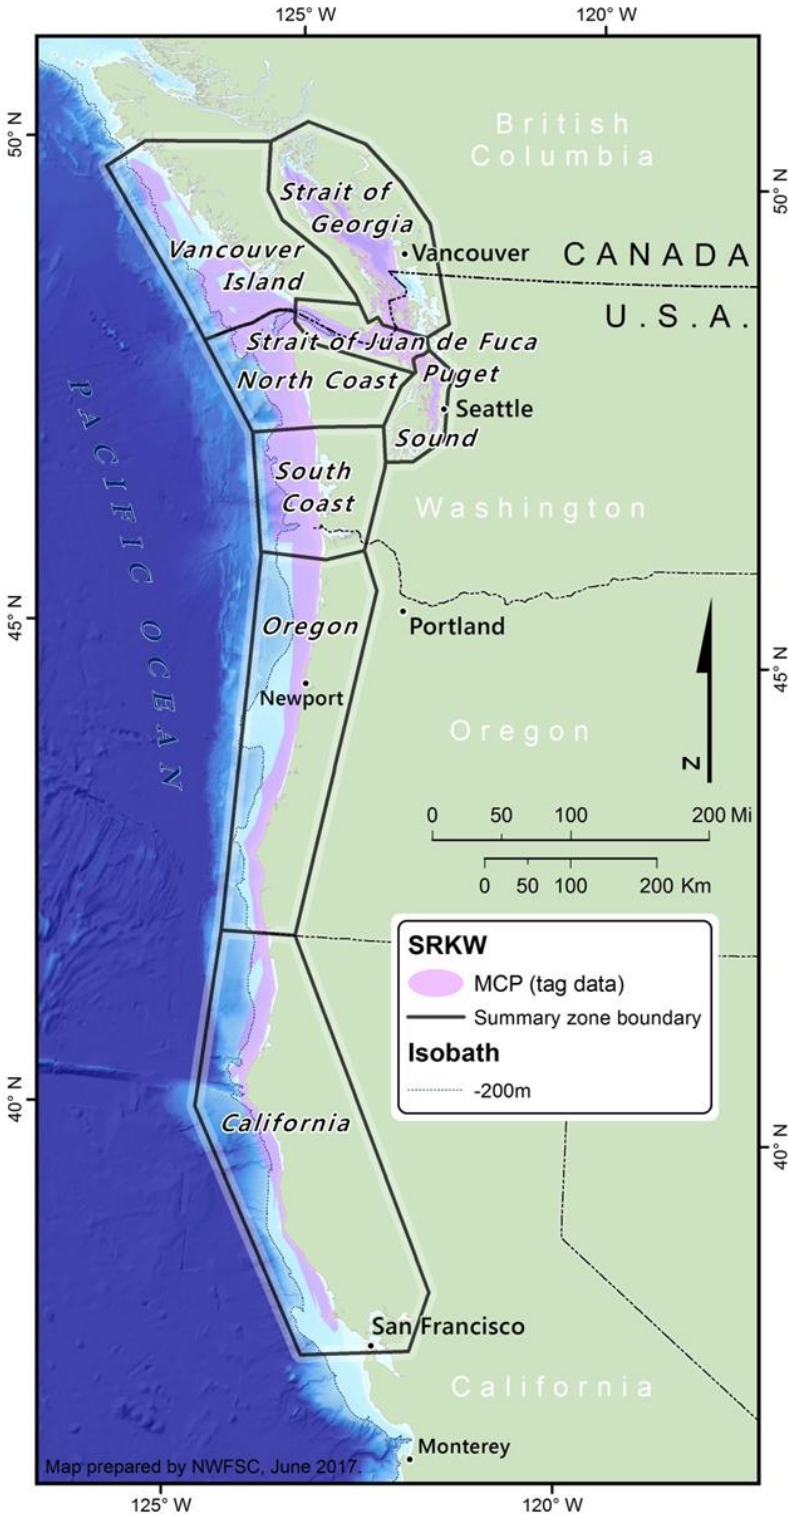 125° W
120° W
50° N
British
Columbia
50° N
Strait of
Georgia
Vancouver
Vancouver
Island
CANADA
U.S.A.
Strait of Juan de Fuca
North Coast
Puget
Sound
Seattle
South
Coast
Washington
PACIFIC OCEAN
45° N
Oregon
Portland
Newport
45° N
Oregon
N
0 50 100 200 Mi
0 50 100 200 Km
SRKW
MCP (tag data)
Summary zone boundary
Isobath
-200m
40° N
California
40° N
San Francisco
California
Monterey
Map prepared by NWFSC, June 2017.
125° W
120° W